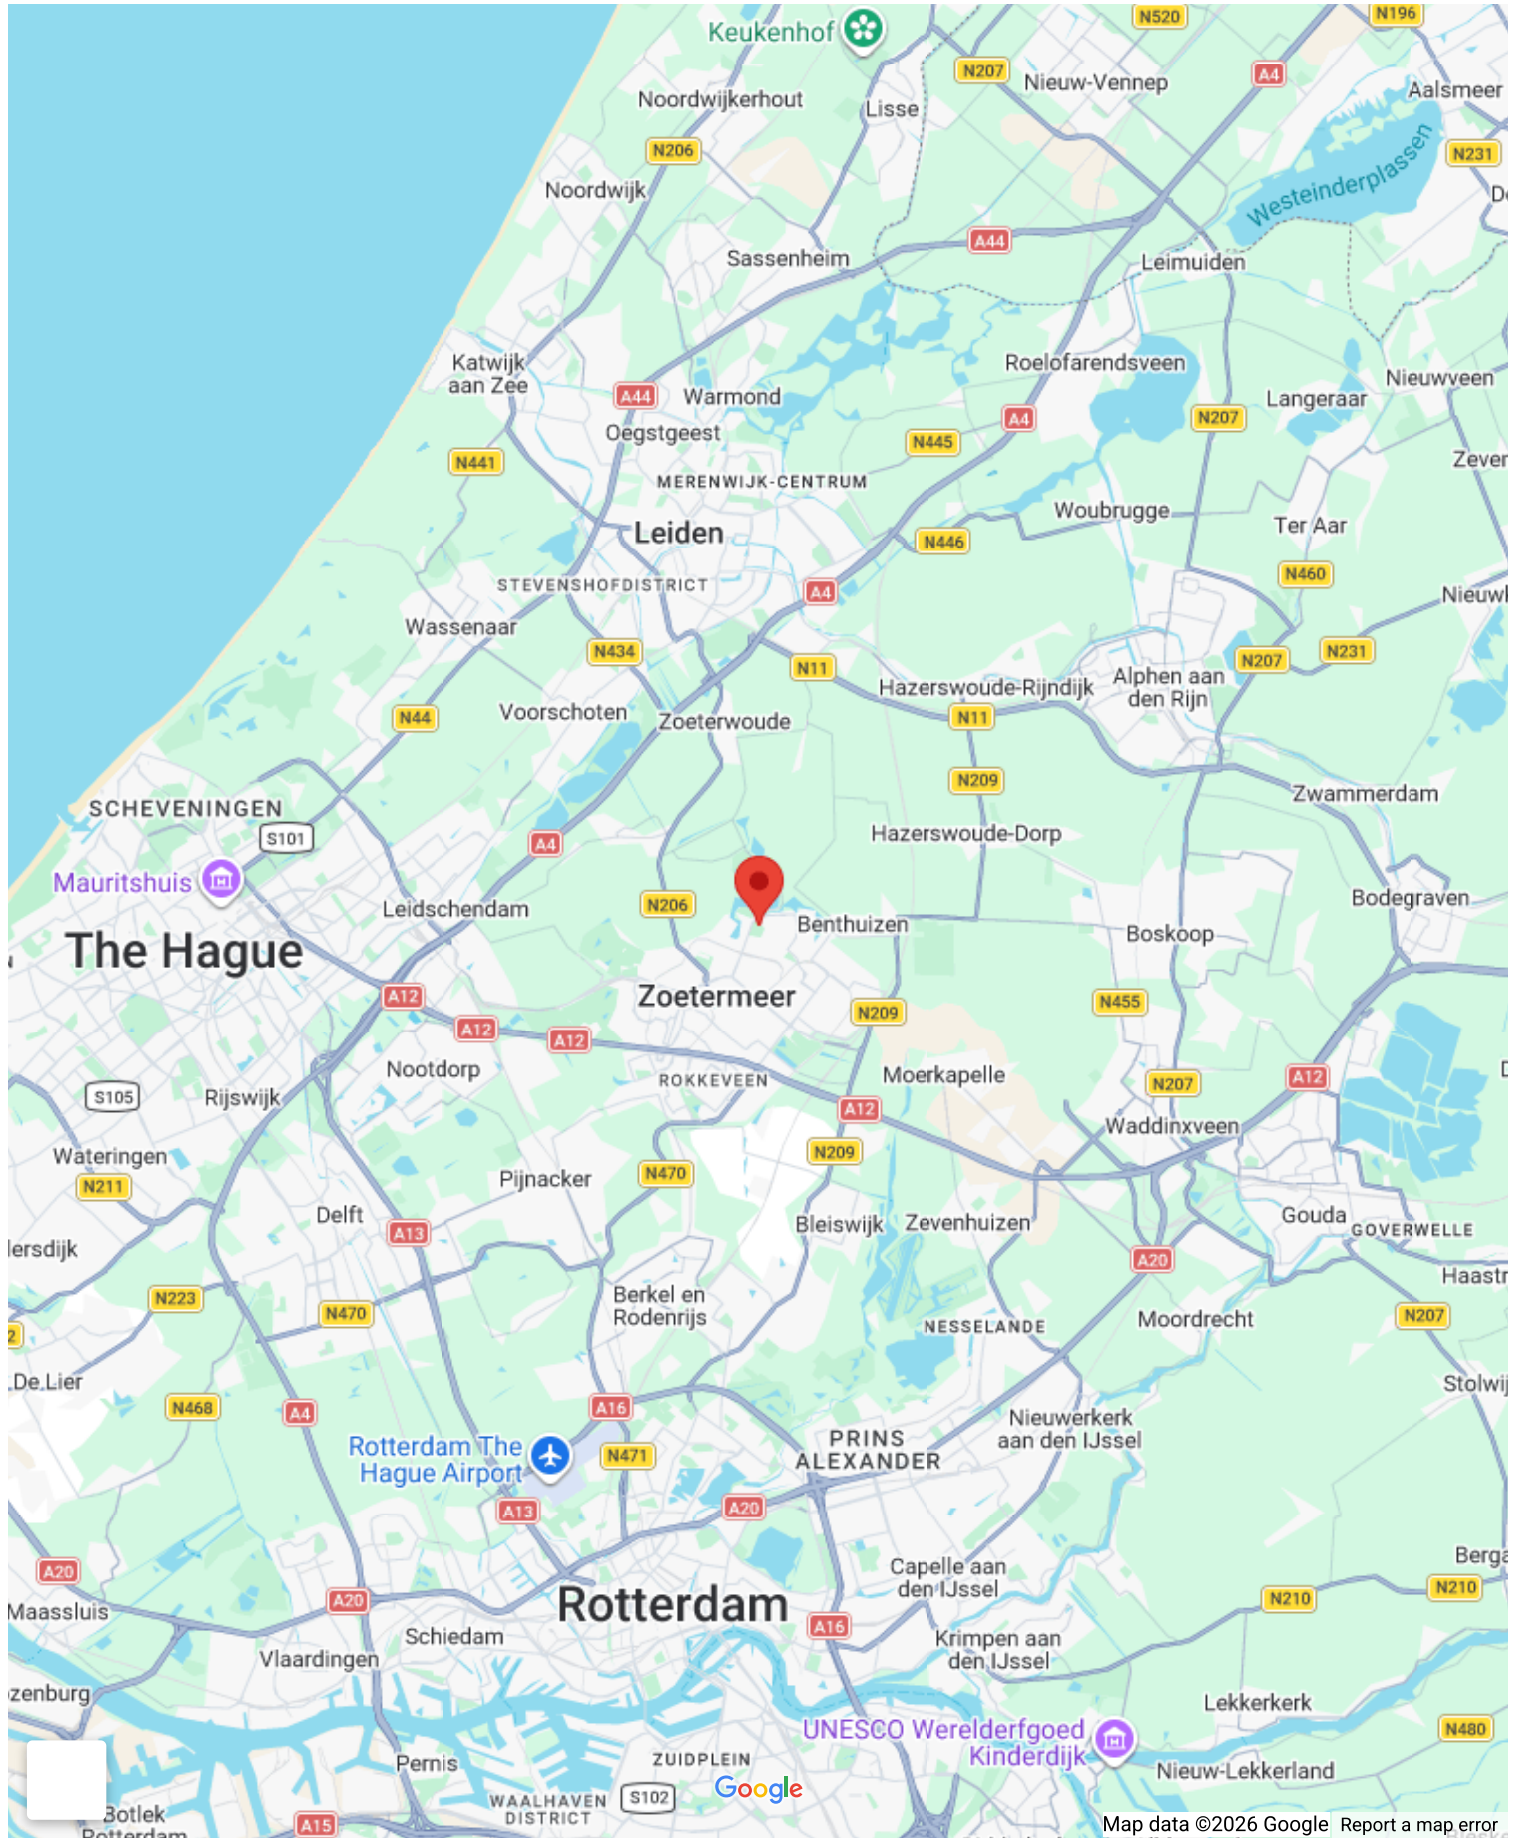 N520
N196
Keukenhof
N207
Nieuw-Vennep
A4
Aalsmeer
Noordwijkerhout
Lisse
N206
N231
Westeinderplassen
Noordwijk
A44
Sassenheim
Leimuiden
Katwijk
aan Zee
Roelofarendsveen
Nieuwveen
A44
Warmond
Langeraar
A4
N207
Oegstgeest
N445
N441
Zever
MERENWIJK-CENTRUM
Woubrugge
Leiden
Ter Aar
N446
N460
STEVENSHOFDISTRICT
A4
Nieuwk
Wassenaar
N434
N11
N207
N231
Hazerswoude-Rijndijk
Alphen aan
den Rijn
Voorschoten
N44
Zoeterwoude
N11
N209
Zwammerdam
SCHEVENINGEN
S101
A4
Hazerswoude-Dorp
Mauritshuis
Leidschendam
N206
Benthuizen
Bodegraven
The Hague
Boskoop
A12
Zoetermeer
N209
N455
A12
A12
Nootdorp
ROKKEVEEN
Moerkapelle
N207
A12
S105
Rijswijk
A12
Waddinxveen
Wateringen
N209
N211
Pijnacker
N470
Delft
A13
Bleiswijk
Zevenhuizen
Gouda
GOVERWELLE
lersdijk
A20
Haastr
N223
N470
Berkel en
Rodenrijs
NESSELANDE
Moordrecht
N207
2
De Lier
Stolwij
N468
A4
A16
Nieuwerkerk
aan den IJssel
Rotterdam The
Hague Airport
N471
PRINS
ALEXANDER
A13
A20
A20
Capelle aan
den IJssel
Berga
N210
N210
A20
Maassluis
Rotterdam
A16
Schiedam
Krimpen aan
den IJssel
Vlaardingen
zenburg
Lekkerkerk
UNESCO Werelderfgoed
Kinderdijk
N480
Pernis
ZUIDPLEIN
Nieuw-Lekkerland
Google
S102
WAALHAVEN
DISTRICT
Botlek
Rotterdam
A15
Map data ©2026 Google
Report a map error